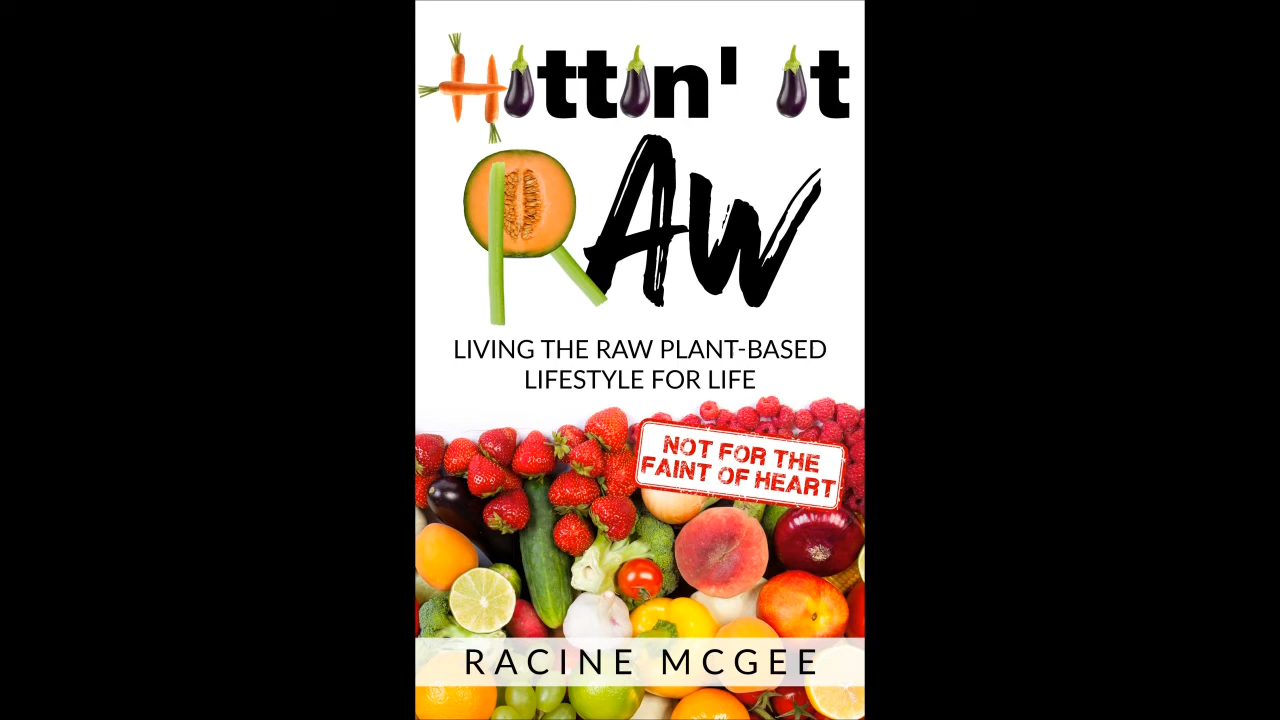 Hittin' it
RAW
LIVING THE RAW PLANT-BASED
LIFESTYLE FOR LIFE
NOT FOR THE
FAINT OF HEART
RACINE MCGEE